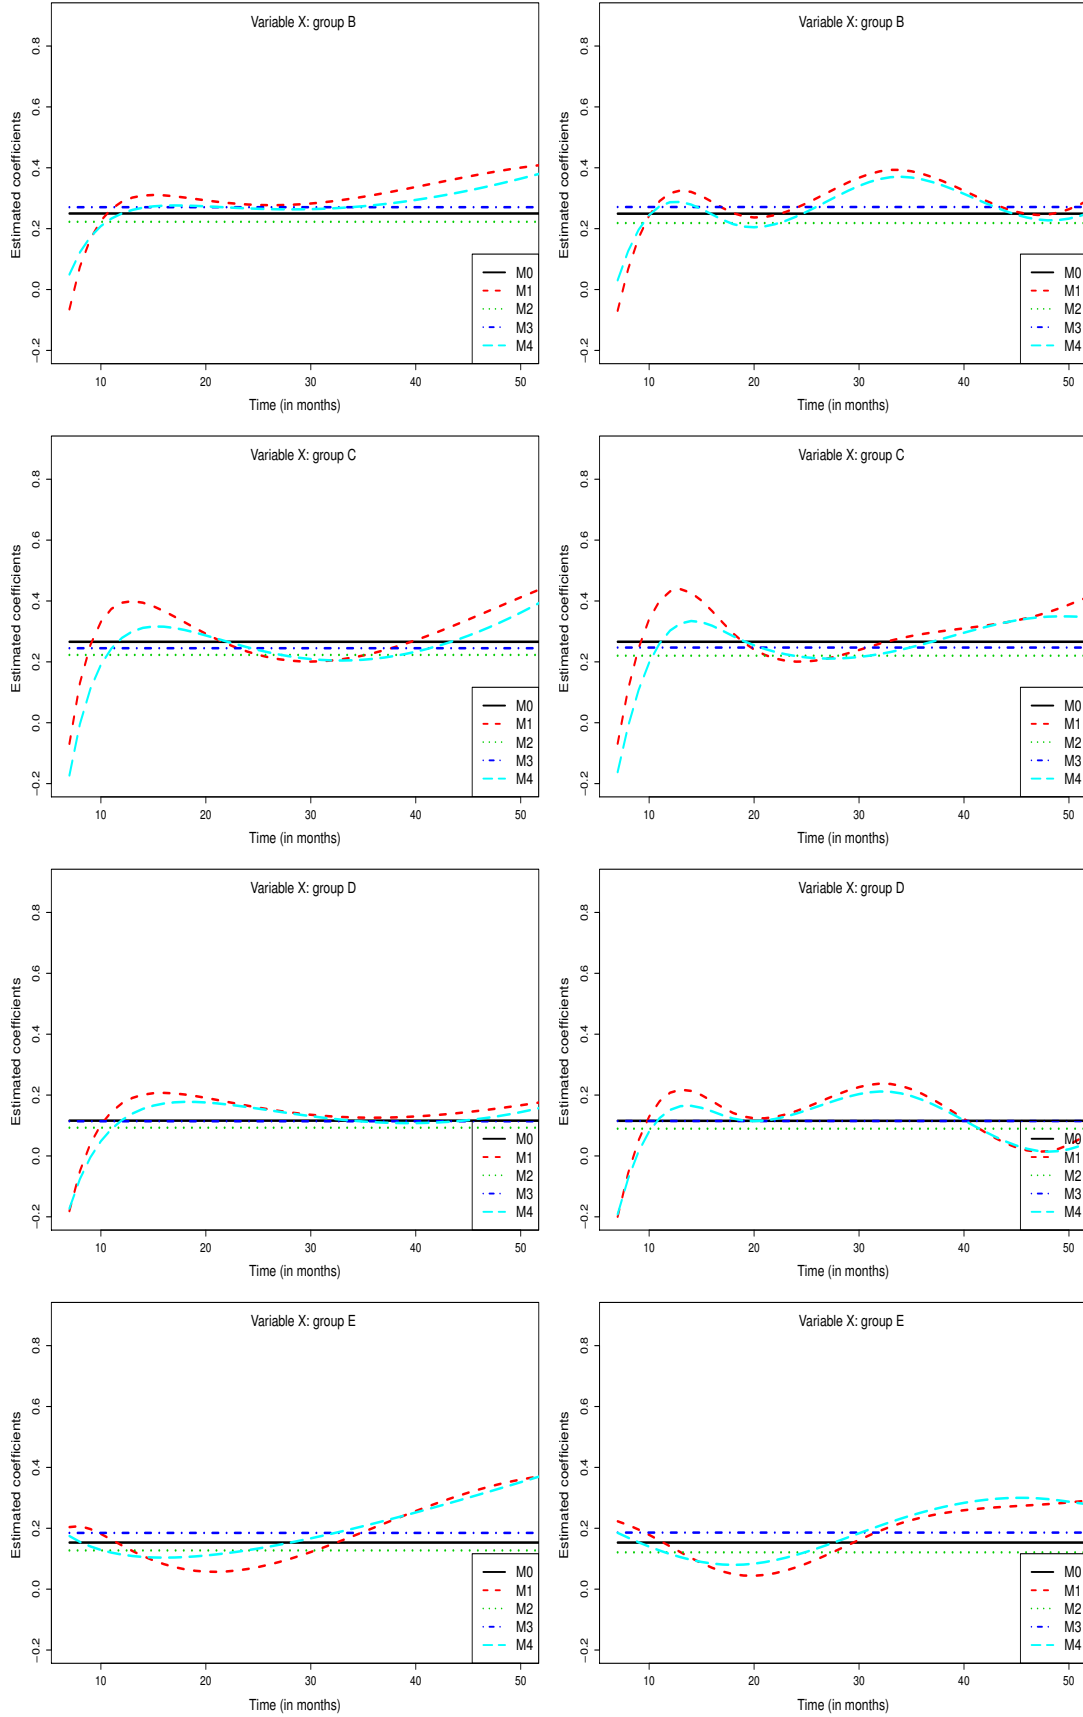 Variable X: group B
Estimated coefficients
0.8
0.6
0.4
0.2
0.0
−0.2
10 20 30 40 50
Time (in months)
M0
M1
M2
M3
M4
Variable X: group B
Estimated coefficients
0.8
0.6
0.4
0.2
0.0
−0.2
10 20 30 40 50
Time (in months)
M0
M1
M2
M3
M4
Variable X: group C
Estimated coefficients
0.8
0.6
0.4
0.2
0.0
−0.2
10 20 30 40 50
Time (in months)
M0
M1
M2
M3
M4
Variable X: group C
Estimated coefficients
0.8
0.6
0.4
0.2
0.0
−0.2
10 20 30 40 50
Time (in months)
M0
M1
M2
M3
M4
Variable X: group D
Estimated coefficients
0.8
0.6
0.4
0.2
0.0
−0.2
10 20 30 40 50
Time (in months)
M0
M1
M2
M3
M4
Variable X: group D
Estimated coefficients
0.8
0.6
0.4
0.2
0.0
−0.2
10 20 30 40 50
Time (in months)
M0
M1
M2
M3
M4
Variable X: group E
Estimated coefficients
0.8
0.6
0.4
0.2
0.0
−0.2
10 20 30 40 50
Time (in months)
M0
M1
M2
M3
M4
Variable X: group E
Estimated coefficients
0.8
0.6
0.4
0.2
0.0
−0.2
10 20 30 40 50
Time (in months)
M0
M1
M2
M3
M4